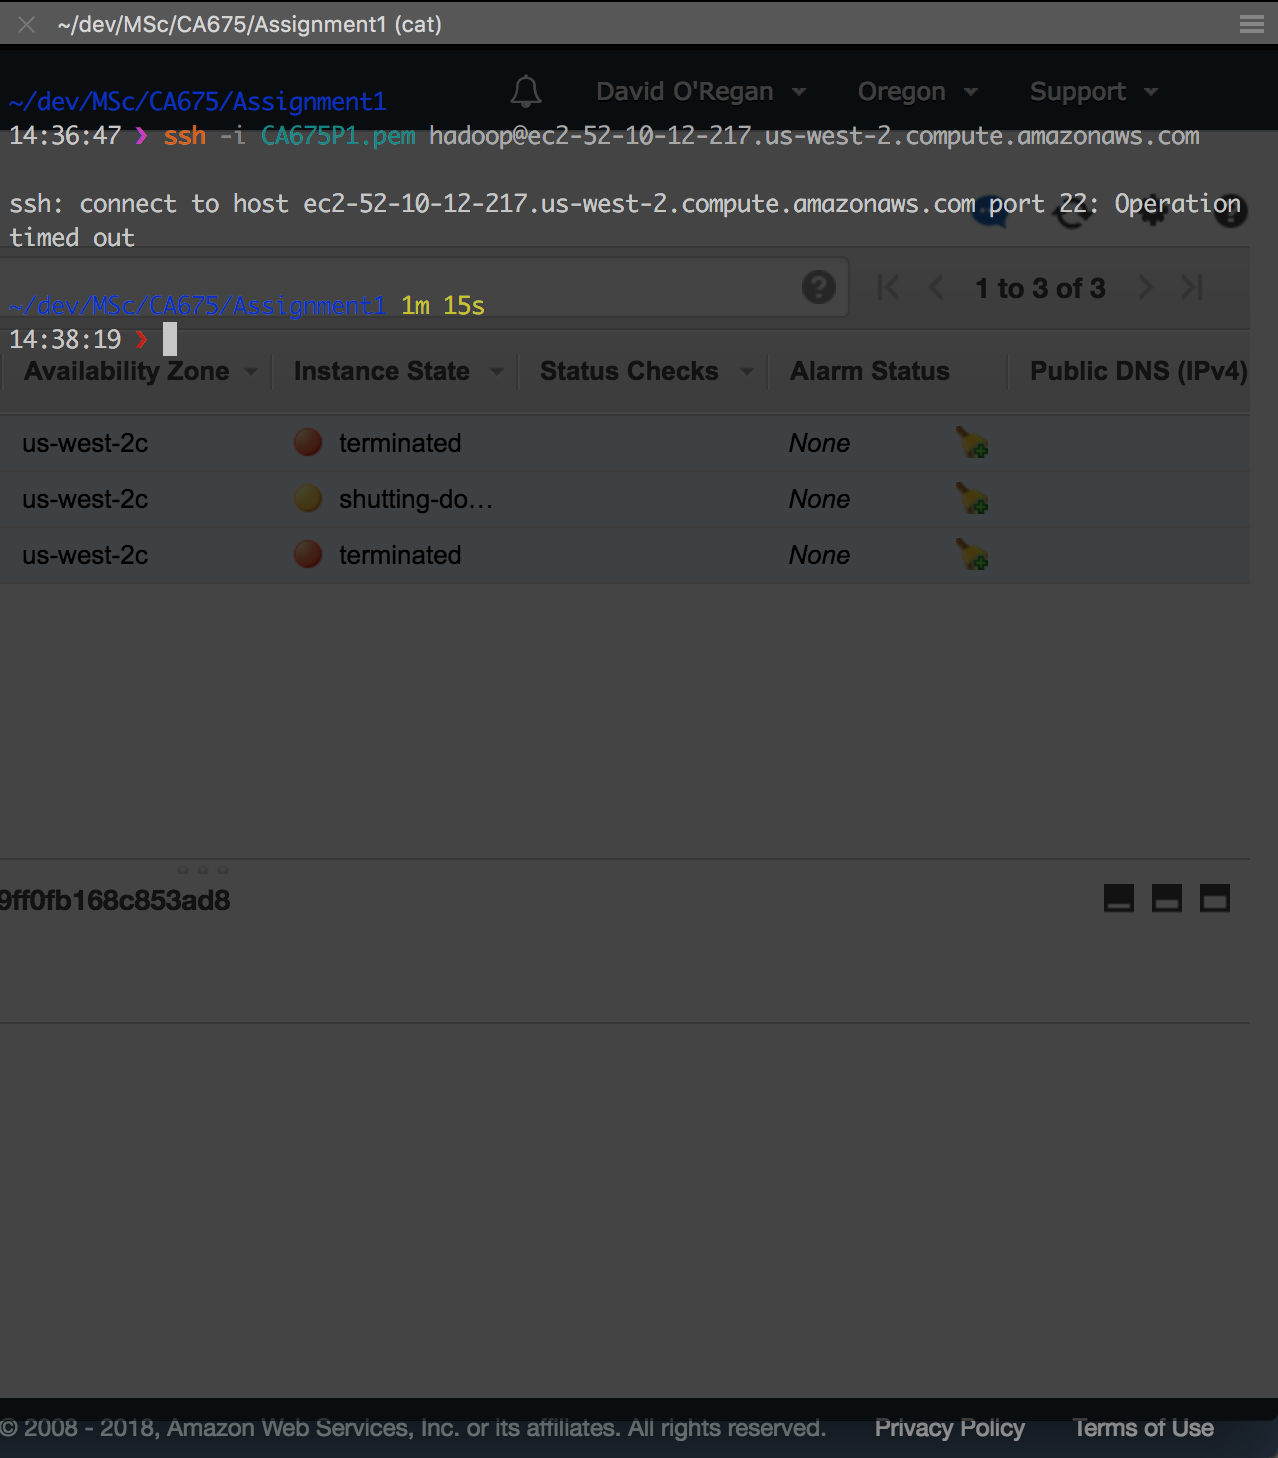 ~/dev/MSc/CA675/Assignment1 (cat)
~/dev/MSc/CA675/Assignment1
David O'Regan Oregon Support
14:36:47 ❯ ssh -i CA675P1.pem hadoop@ec2-52-10-12-217.us-west-2.compute.amazonaws.com
ssh: connect to host ec2-52-10-12-217.us-west-2.compute.amazonaws.com port 22: Operation
timed out
1 to 3 of 3
~/dev/MSc/CA675/Assignment1 1m 15s
14:38:19 ❯
Availability Zone Instance State Status Checks Alarm Status Public DNS (IPv4)
us-west-2c terminated None
us-west-2c shutting-do… None
us-west-2c terminated None
9ff0fb168c853ad8
© 2008 - 2018, Amazon Web Services, Inc. or its affiliates. All rights reserved. Privacy Policy Terms of Use